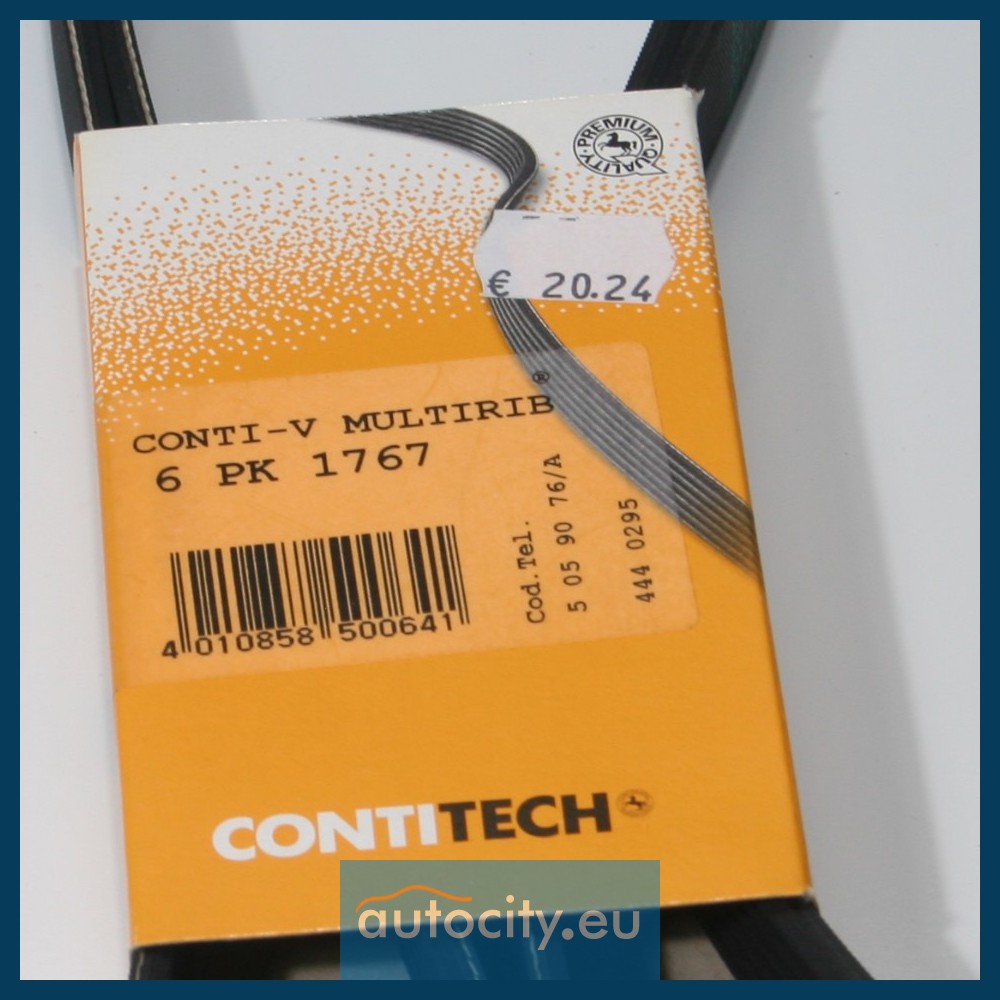 PREMIUM · QUALITY ·
€ 20.24
CONTI-V MULTIRIB®
6 PK 1767
4 010858 500641
Cod.Tel.
5 05 90 76/A
444 0295
CONTITECH
autocity.eu